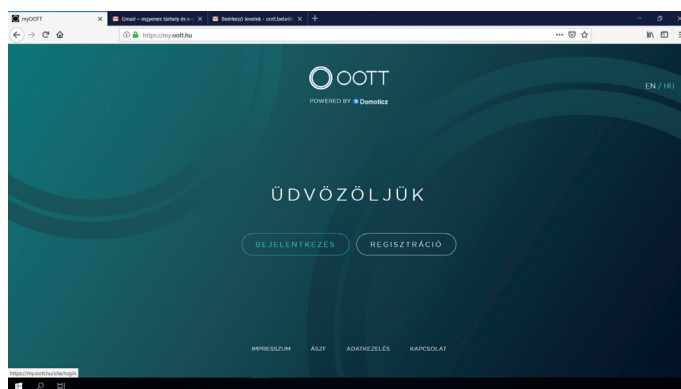 myOOTT
Gmail – ingyenes tárhely és e-
Beérkező levelek – oott.beta@
https://my.oott.hu
OOTT
POWERED BY Domoticz
EN / HU
ÜDVÖZÖLJÜK
BEJELENTKEZÉS
REGISZTRÁCIÓ
IMPRESSZUM ÁSZF ADATKEZELÉS KAPCSOLAT
https://my.oott.hu/site/login